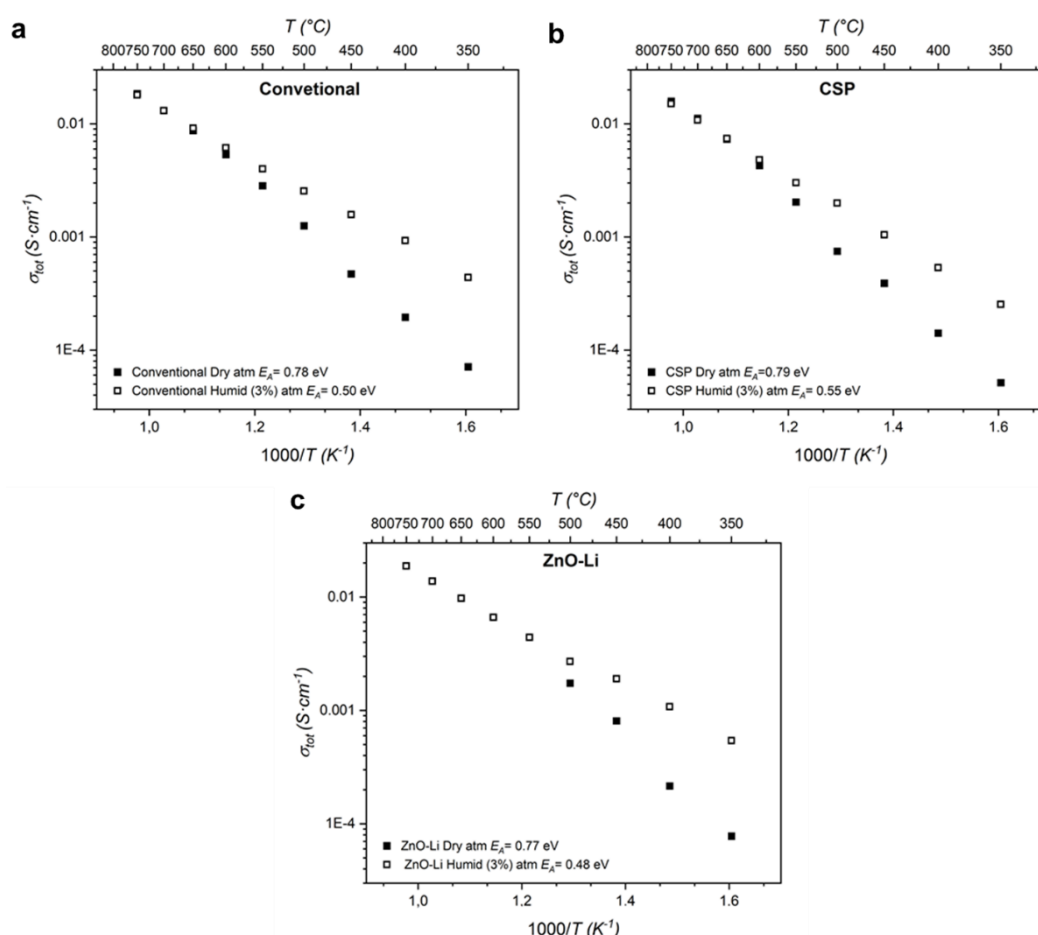 a
T (°C)
800 750 700 650 600 550 500 450 400 350
Convetional
0.01
0.001
1E-4
σtot (S·cm-1)
Conventional Dry atm EA= 0.78 eV
Conventional Humid (3%) atm EA= 0.50 eV
1,0 1.2 1.4 1.6
1000/T (K-1)
b
T (°C)
800 750 700 650 600 550 500 450 400 350
CSP
0.01
0.001
1E-4
σtot (S·cm-1)
CSP Dry atm EA=0.79 eV
CSP Humid (3%) atm EA= 0.55 eV
1,0 1.2 1.4 1.6
1000/T (K-1)
c
T (°C)
800 750 700 650 600 550 500 450 400 350
ZnO-Li
0.01
0.001
1E-4
σtot (S·cm-1)
ZnO-Li Dry atm EA= 0.77 eV
ZnO-Li Humid (3%) atm EA= 0.48 eV
1,0 1.2 1.4 1.6
1000/T (K-1)